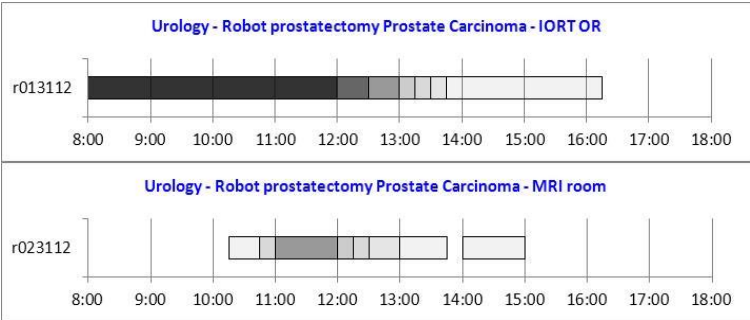 Urology - Robot prostatectomy Prostate Carcinoma - IORT OR
r013112
8:00 9:00 10:00 11:00 12:00 13:00 14:00 15:00 16:00 17:00 18:00
Urology - Robot prostatectomy Prostate Carcinoma - MRI room
r023112
8:00 9:00 10:00 11:00 12:00 13:00 14:00 15:00 16:00 17:00 18:00